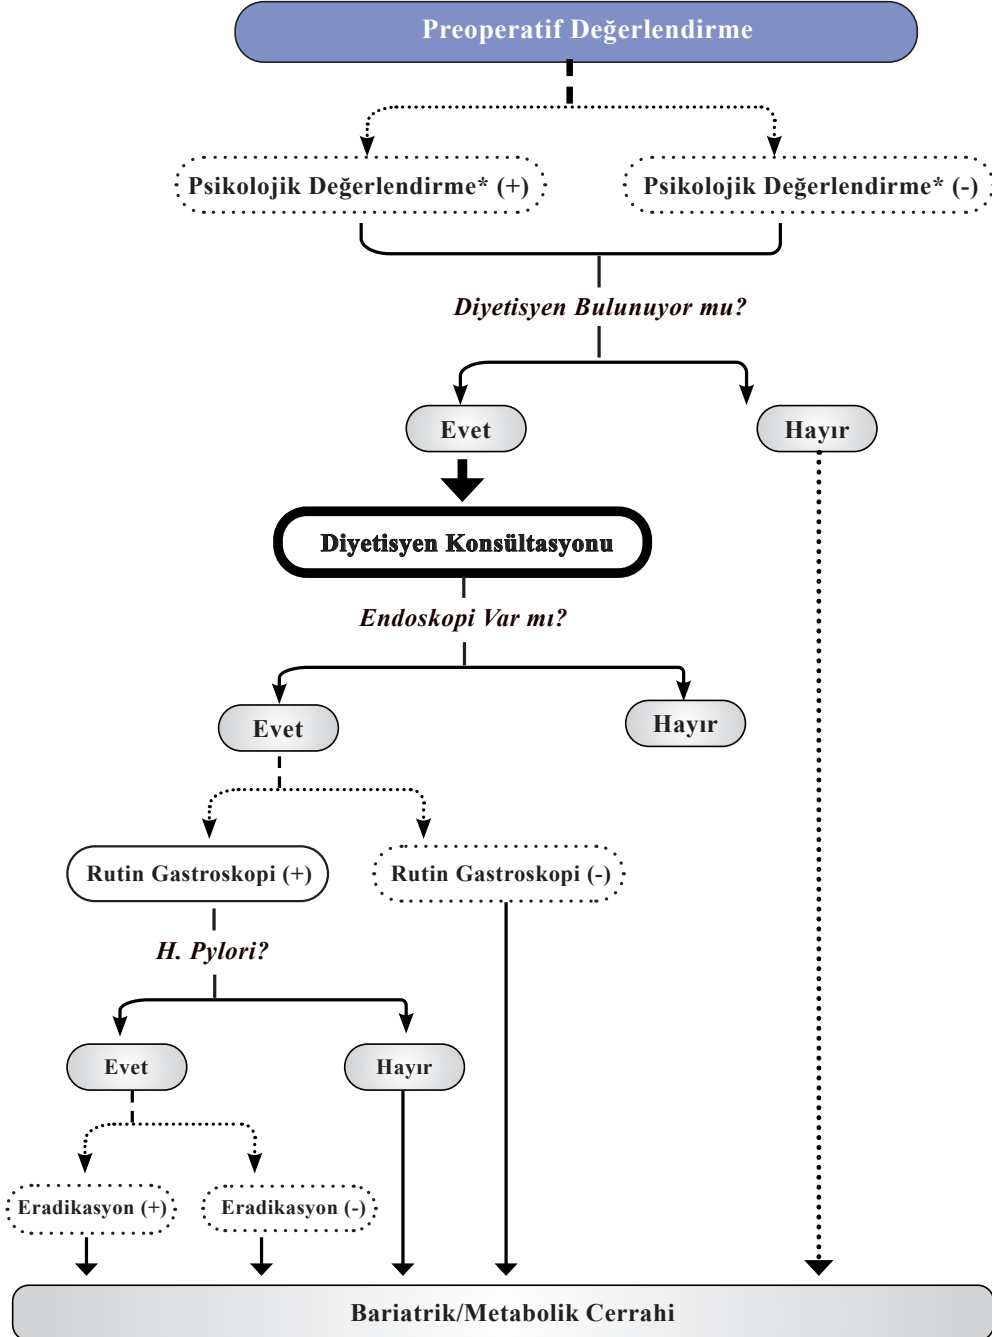 Preoperatif Değerlendirme
Psikolojik Değerlendirme* (+)
Psikolojik Değerlendirme* (-)
Diyetisyen Bulunuyor mu?
Evet
Hayır
Diyetisyen Konsültasyonu
Endoskopi Var mı?
Evet
Hayır
Rutin Gastroskopi (+)
Rutin Gastroskopi (-)
H. Pylori?
Evet
Hayır
Eradikasyon (+)
Eradikasyon (-)
Bariatrik/Metabolik Cerrahi